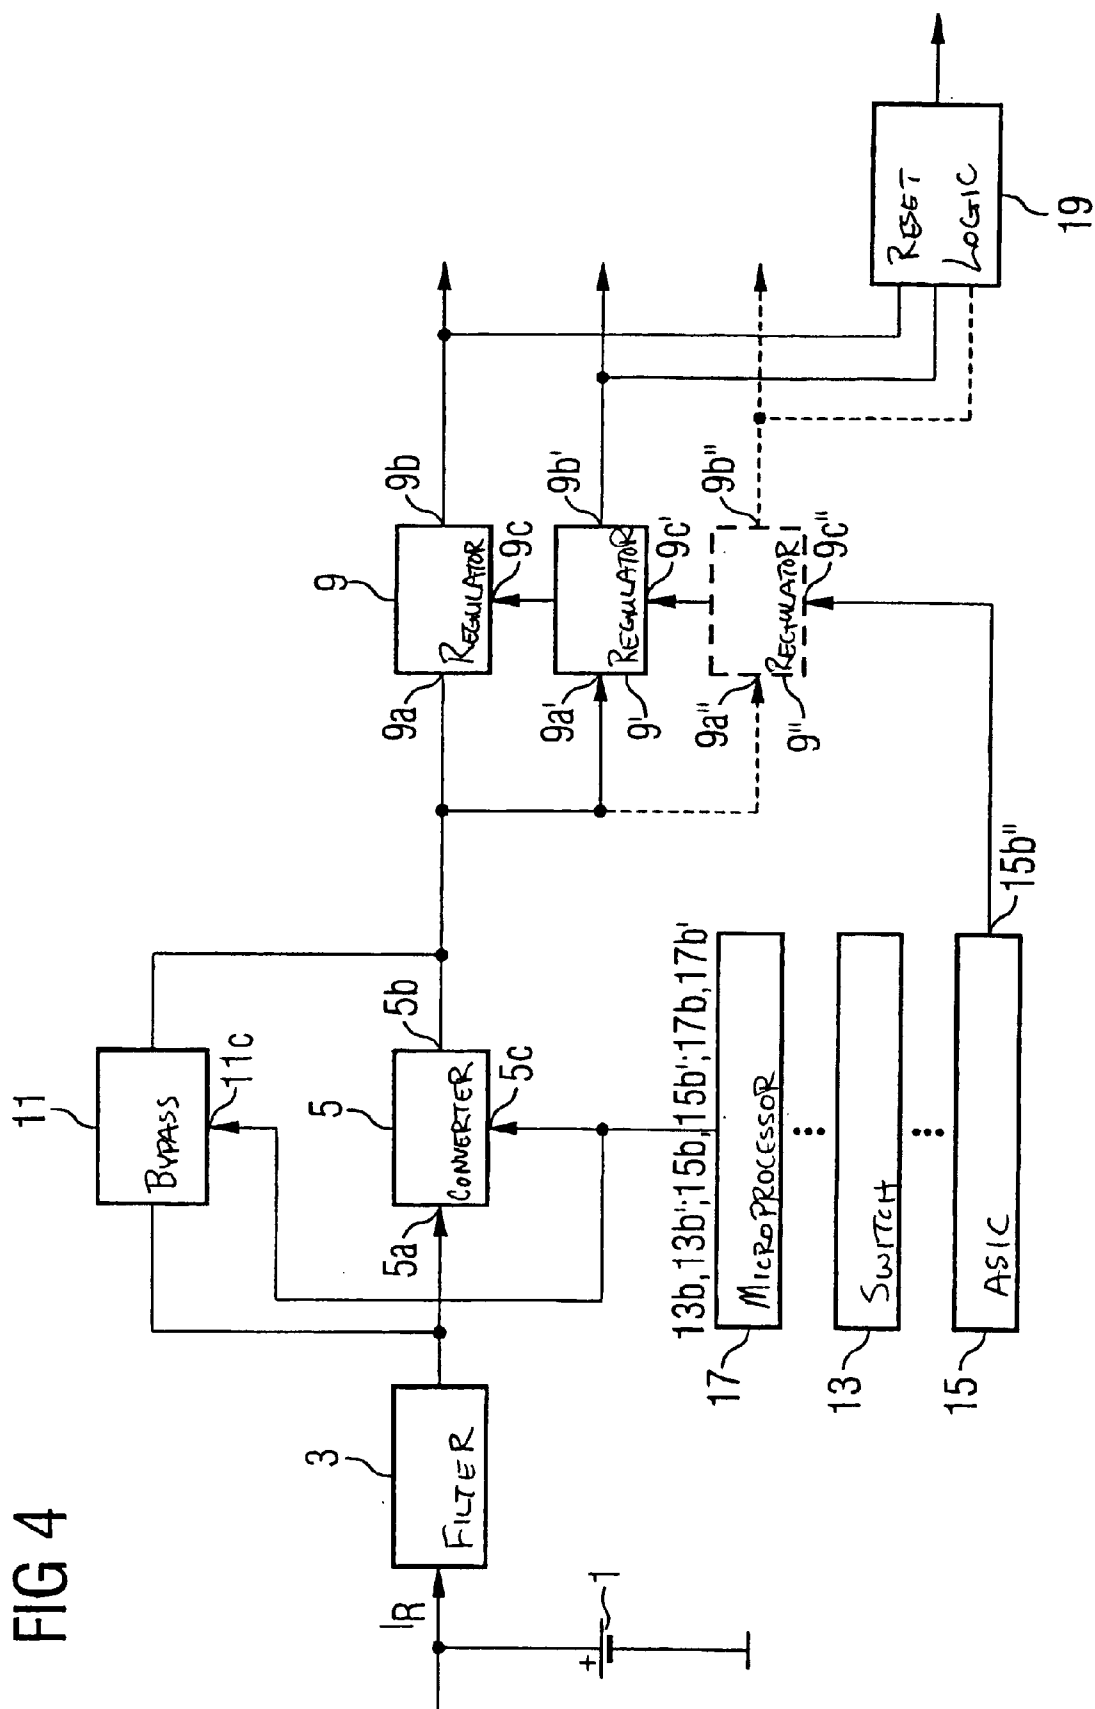 FIG 4
1
+
IR
3
FILTER
11
BYPASS
11c
5
5a
CONVERTER
5b
5c
13b,13b';15b,15b';17b,17b'
17
MICROPROCESSOR
13
SWITCH
15
ASIC
15b"
9
9a
REGULATOR
9b
9c
9a'
9'
REGULATOR
9b'
9c'
9a"
9"
REGULATOR
9b"
9c"
RESET
LOGIC
19